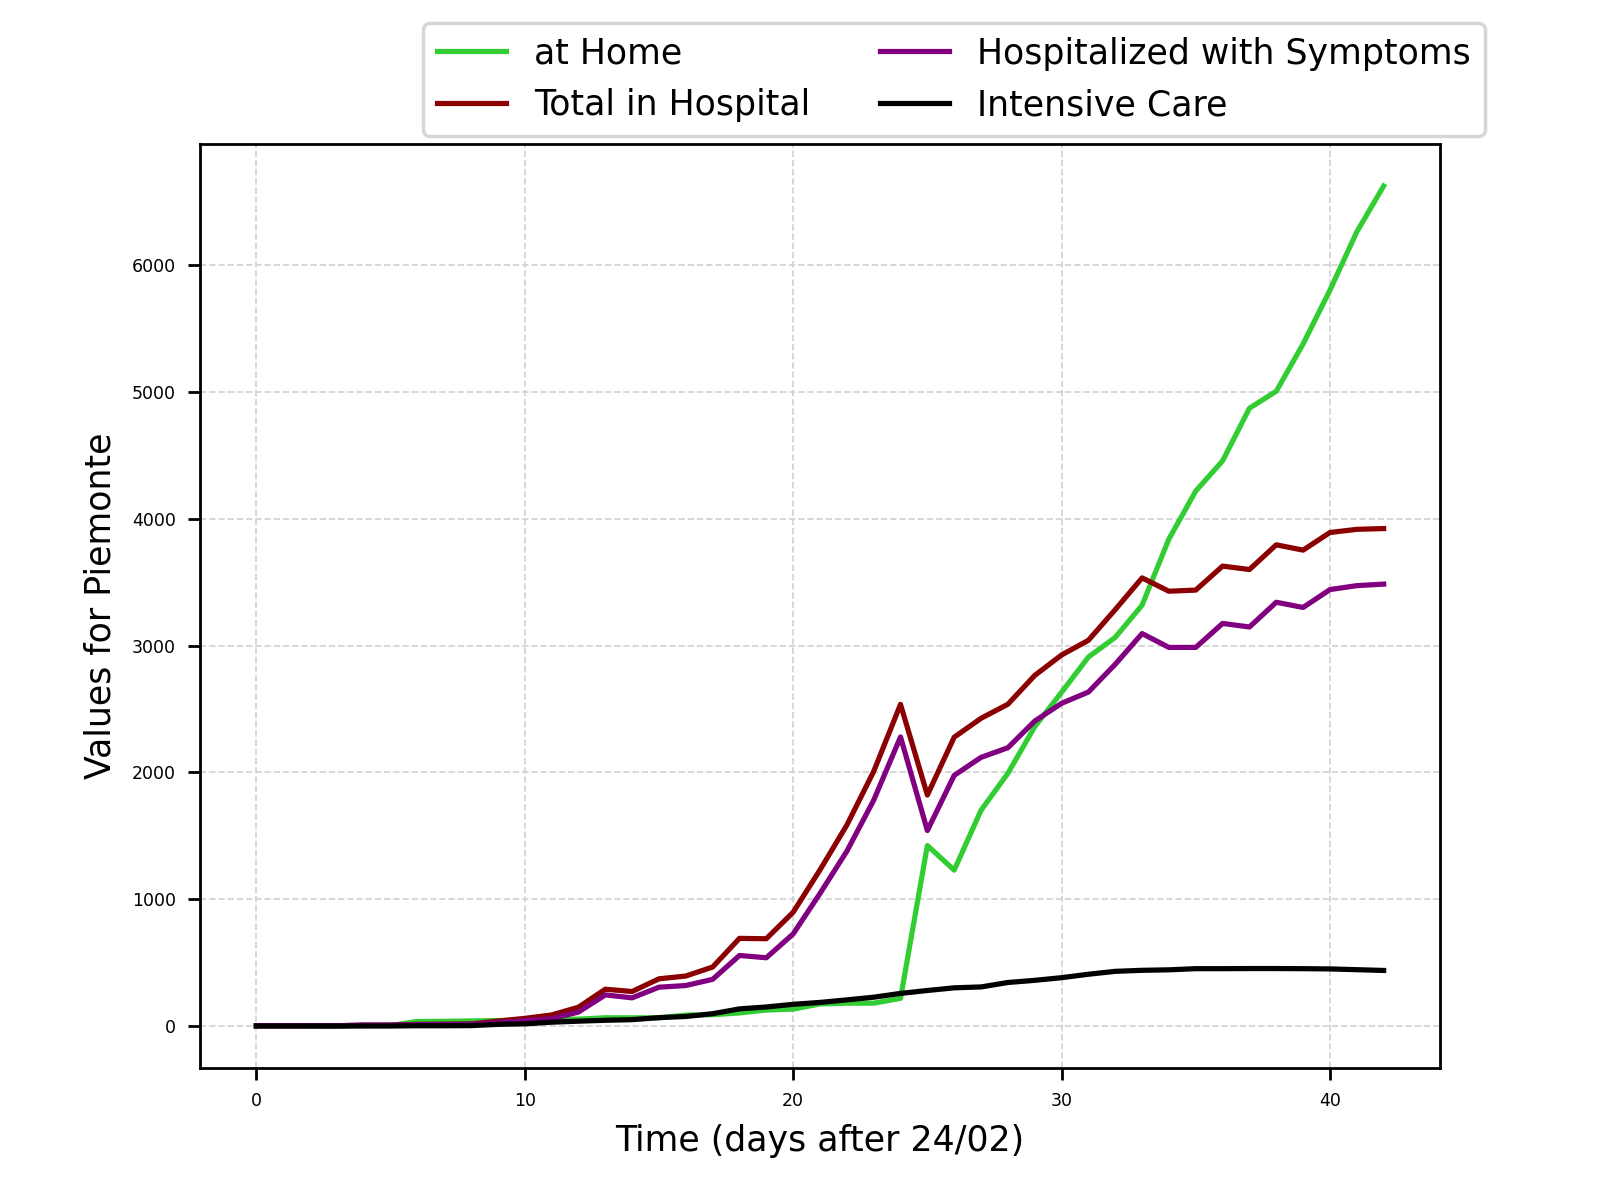 at Home
Total in Hospital
Hospitalized with Symptoms
Intensive Care
Values for Piemonte
6000
5000
4000
3000
2000
1000
0
0 10 20 30 40
Time (days after 24/02)